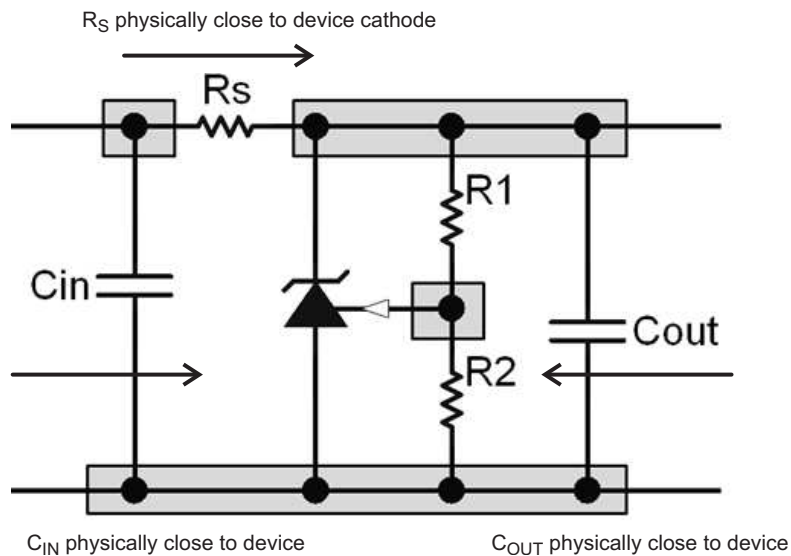 RS physically close to device cathode
Rs
R1
Cin
Cout
R2
CIN physically close to device
COUT physically close to device